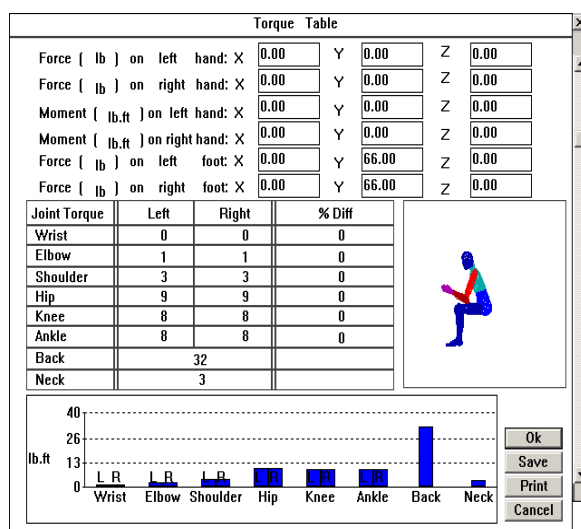 Torque Table
Force ( lb ) on left hand: X 0.00 Y 0.00 Z 0.00
Force ( lb ) on right hand: X 0.00 Y 0.00 Z 0.00
Moment ( lb.ft ) on left hand: X 0.00 Y 0.00 Z 0.00
Moment ( lb.ft ) on right hand: X 0.00 Y 0.00 Z 0.00
Force ( lb ) on left foot: X 0.00 Y 66.00 Z 0.00
Force ( lb ) on right foot: X 0.00 Y 66.00 Z 0.00
Joint Torque Left Right % Diff
Wrist 0 0 0
Elbow 1 1 0
Shoulder 3 3 0
Hip 9 9 0
Knee 8 8 0
Ankle 8 8 0
Back 32
Neck 3
40
26
lb.ft
13
0
L R L R L R L R L R L R
Wrist Elbow Shoulder Hip Knee Ankle Back Neck
Ok
Save
Print
Cancel